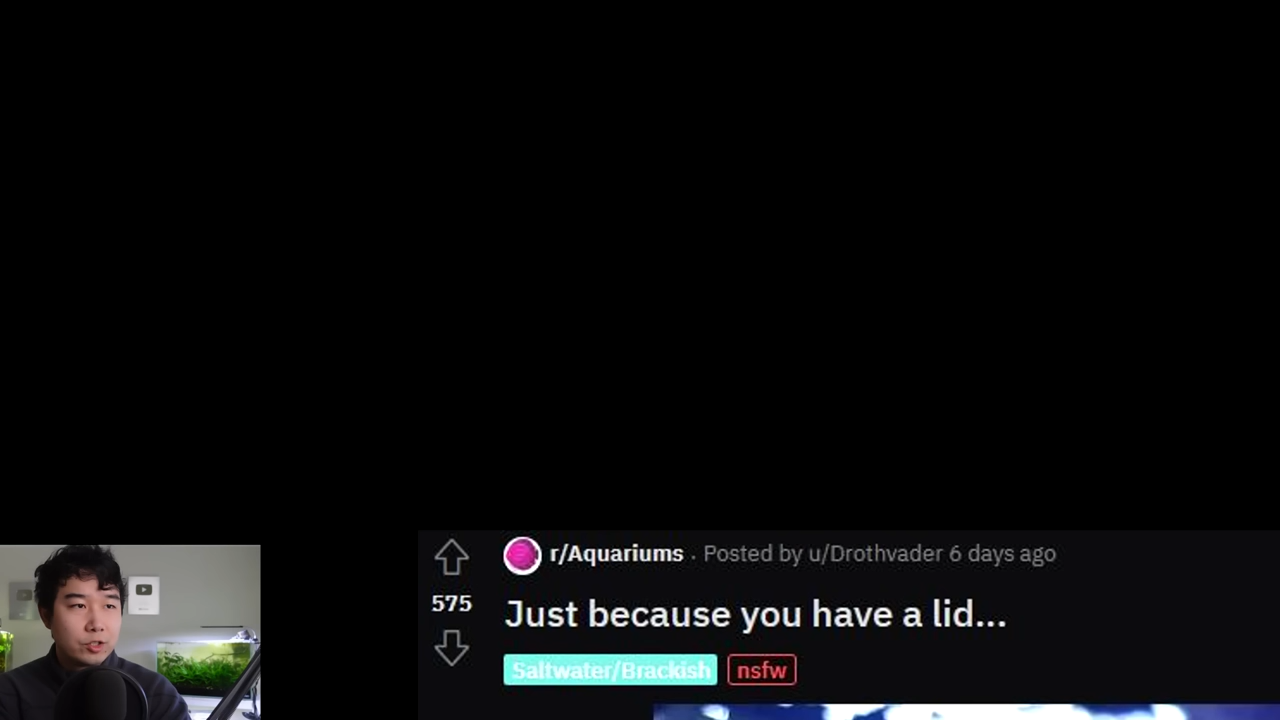 r/Aquariums · Posted by u/Drothvader 6 days ago
575
Just because you have a lid...
Saltwater/Brackish nsfw